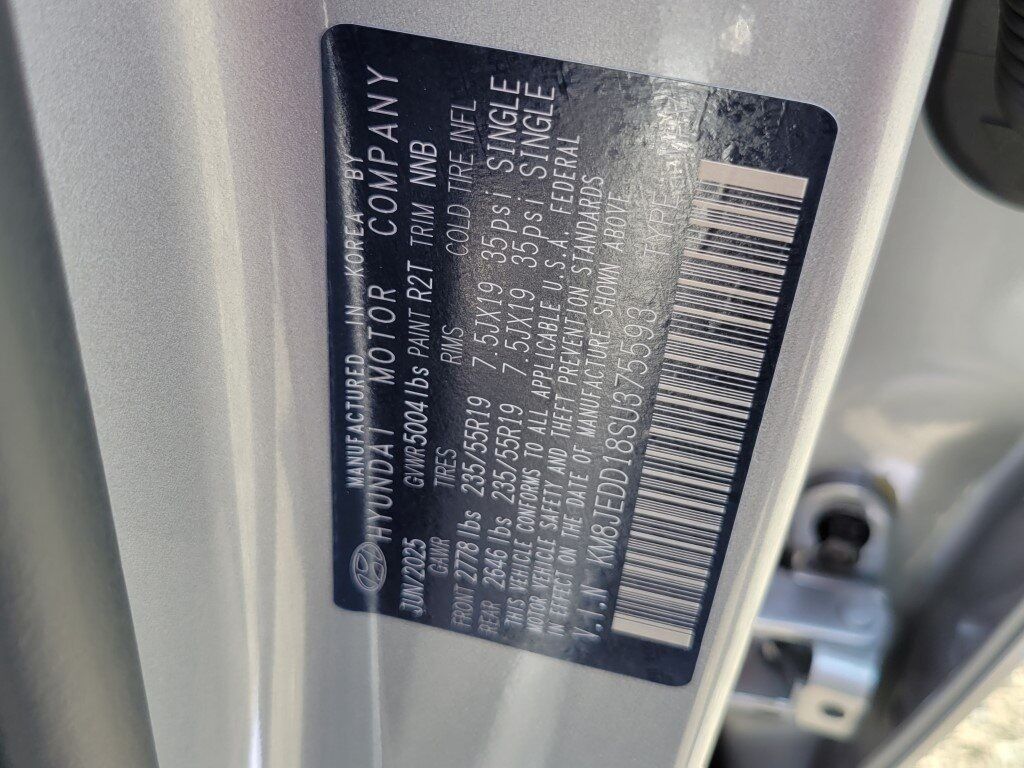 MANUFACTURED IN KOREA BY
HYUNDAI MOTOR COMPANY
JUN/2025 GVWR 5004 lbs PAINT R2T TRIM NNB
GAWR TIRES RIMS COLD TIRE INFL
FRONT 2778 lbs 235/55R19 7.5JX19 35psi SINGLE
REAR 2646 lbs 235/55R19 7.5JX19 35psi SINGLE
THIS VEHICLE CONFORMS TO ALL APPLICABLE U.S.A. FEDERAL
MOTOR VEHICLE SAFETY AND THEFT PREVENTION STANDARDS
IN EFFECT ON THE DATE OF MANUFACTURE SHOWN ABOVE
V.I.N KM8JEDD18SU375593 TYPE